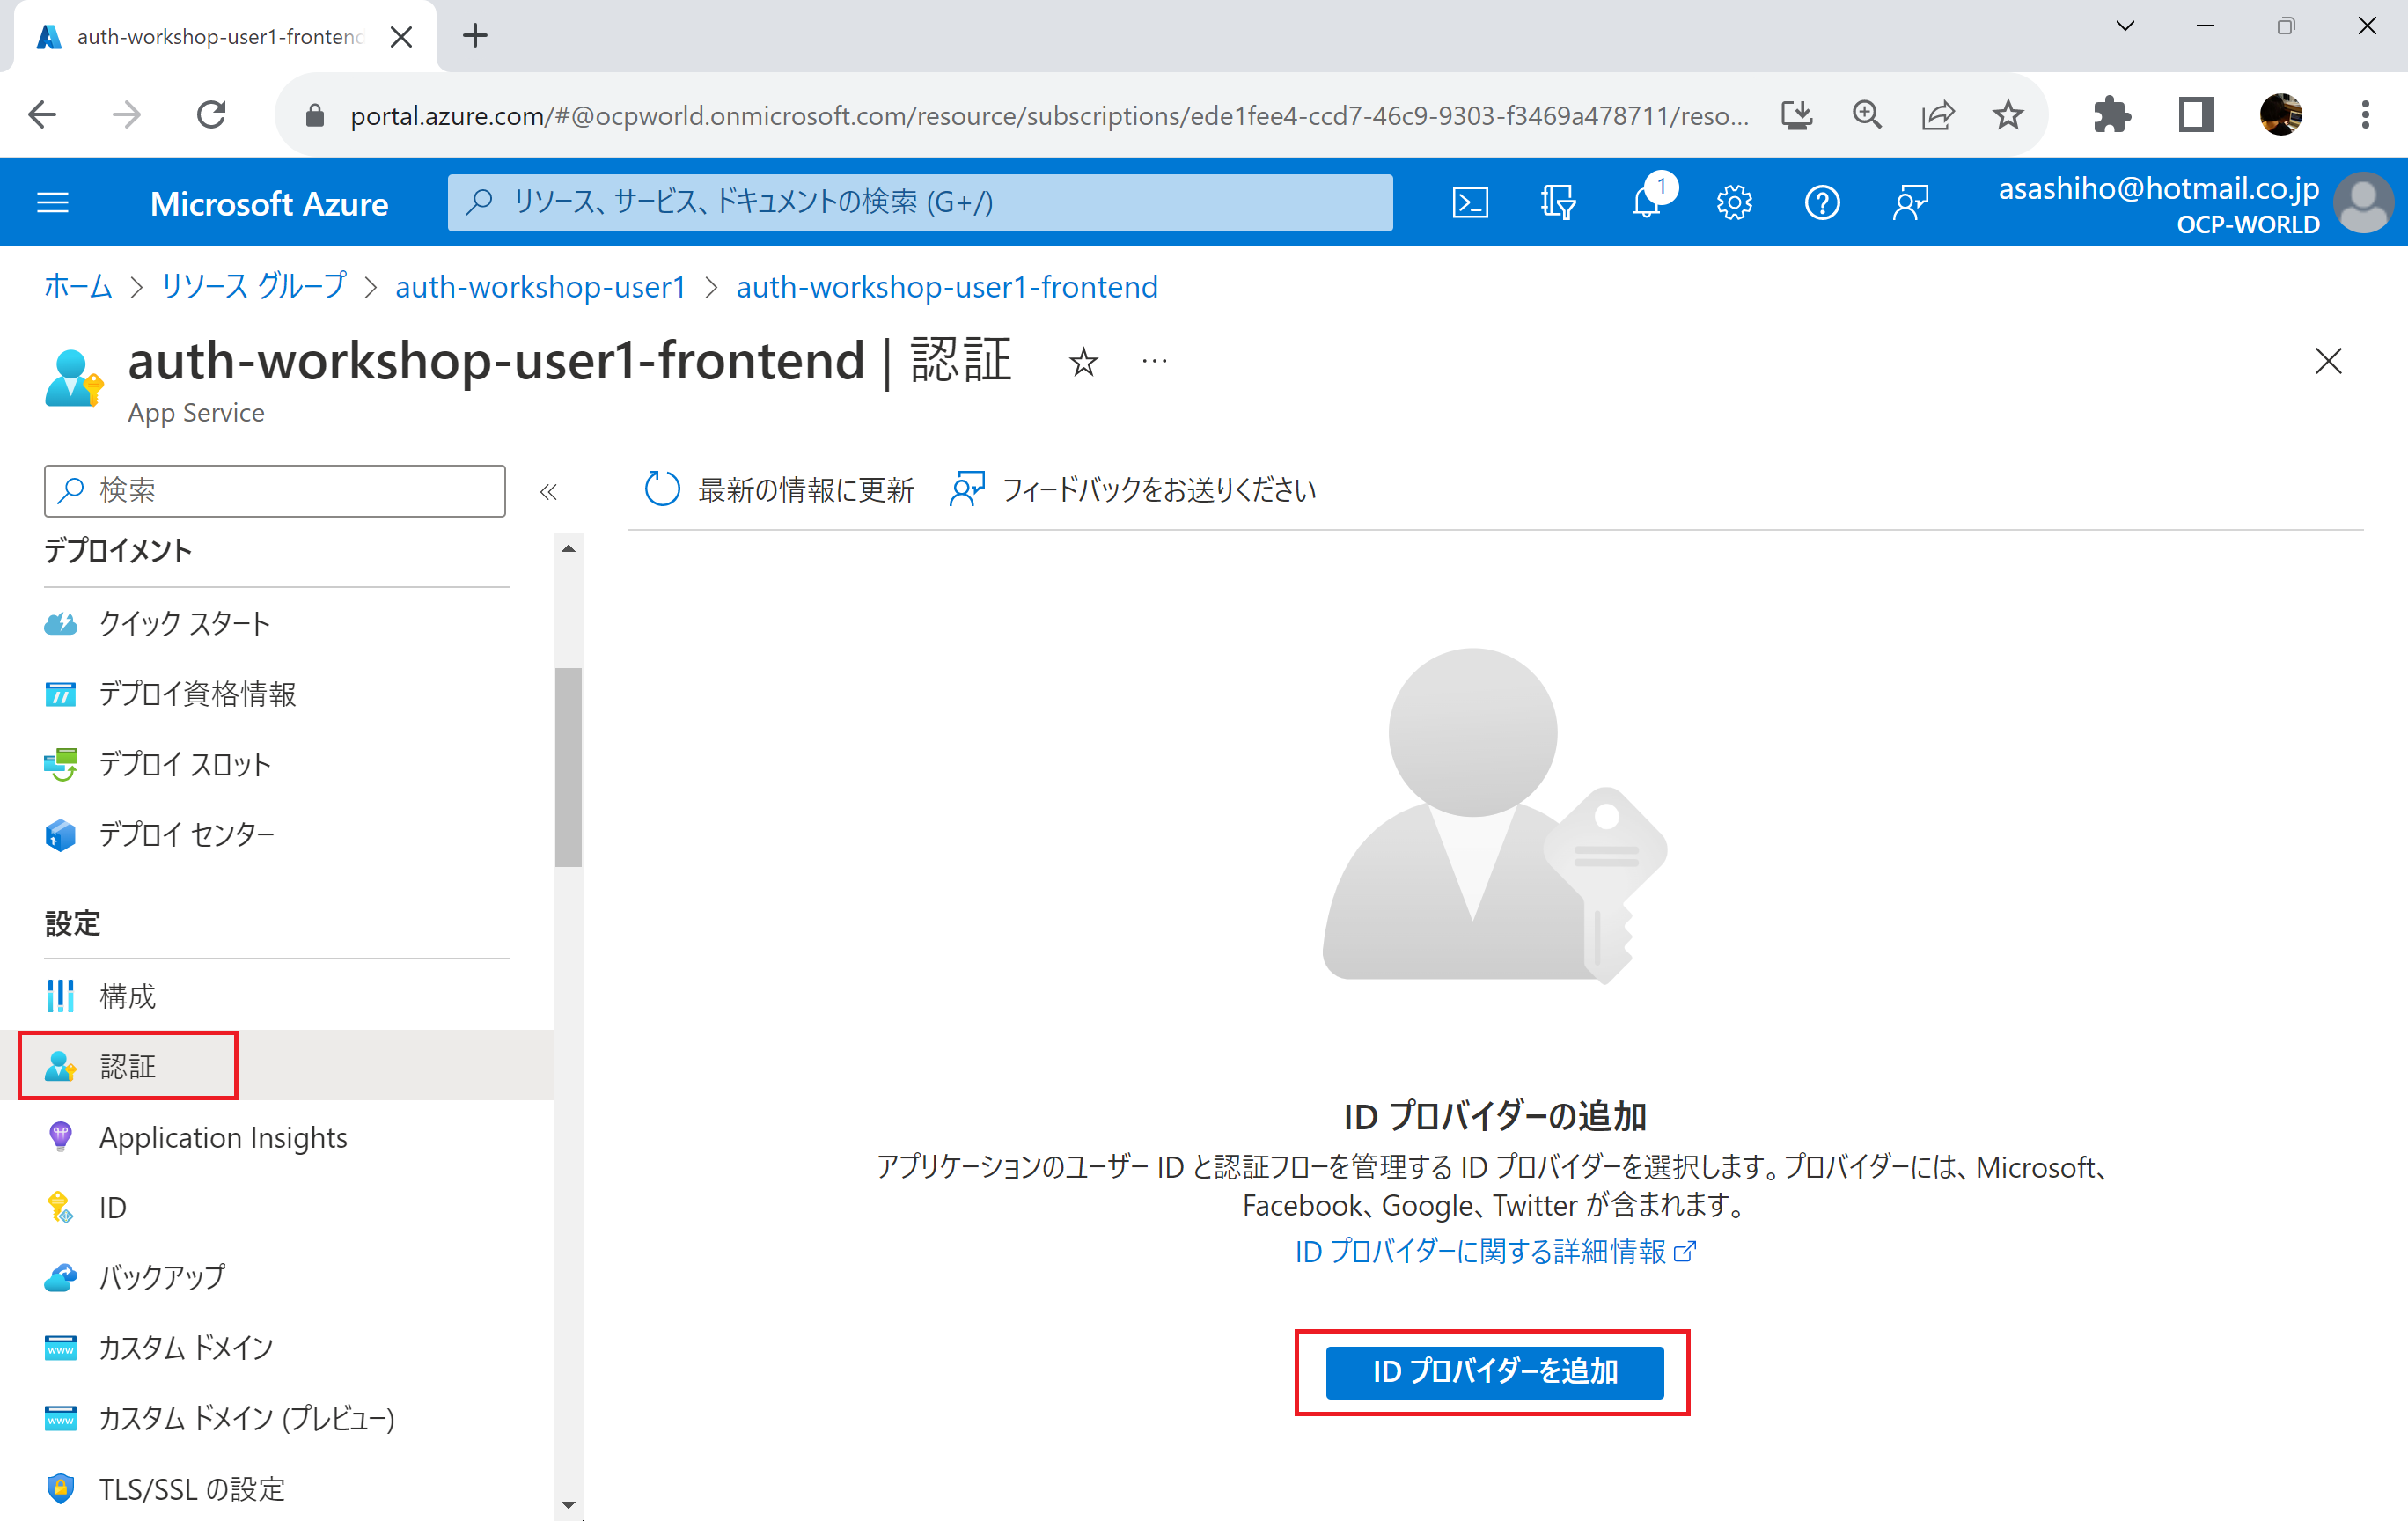 auth-workshop-user1-frontend
portal.azure.com/#@ocpworld.onmicrosoft.com/resource/subscriptions/ede1fee4-ccd7-46c9-9303-f3469a478711/reso...
Microsoft Azure
リソース、サービス、ドキュメントの検索 (G+/)
1
asashiho@hotmail.co.jp
OCP-WORLD
ホーム > リソース グループ > auth-workshop-user1 > auth-workshop-user1-frontend
auth-workshop-user1-frontend | 認証
App Service
検索
最新の情報に更新
フィードバックをお送りください
デプロイメント
クイック スタート
デプロイ資格情報
デプロイ スロット
デプロイ センター
設定
構成
認証
Application Insights
ID
バックアップ
カスタム ドメイン
カスタム ドメイン (プレビュー)
TLS/SSL の設定
ID プロバイダーの追加
アプリケーションのユーザー ID と認証フローを管理する ID プロバイダーを選択します。プロバイダーには、Microsoft、
Facebook、Google、Twitter が含まれます。
ID プロバイダーに関する詳細情報
ID プロバイダーを追加